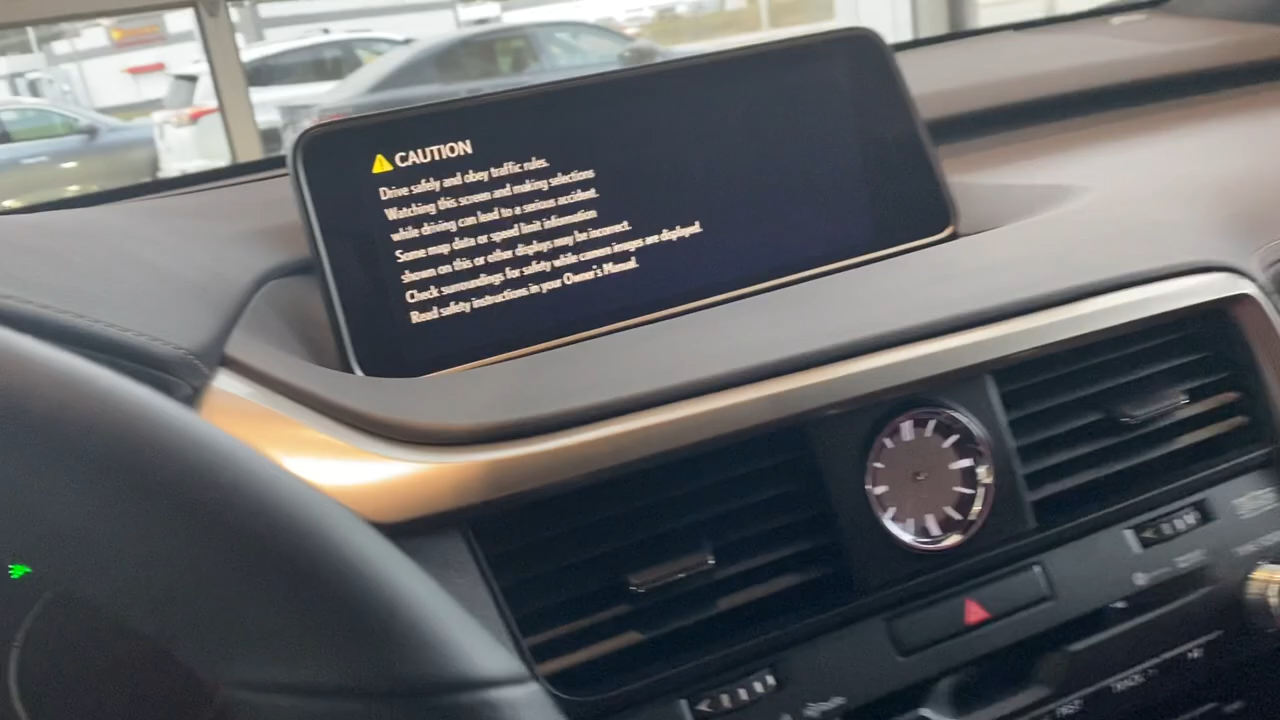 CAUTION
Drive safely and obey traffic rules.
Watching this screen and making selections
while driving can lead to a serious accident.
Some map data or speed limit information
shown on this or other displays may be incorrect.
Check surroundings for safety while camera images are displayed.
Read safety instructions in your Owner's Manual.